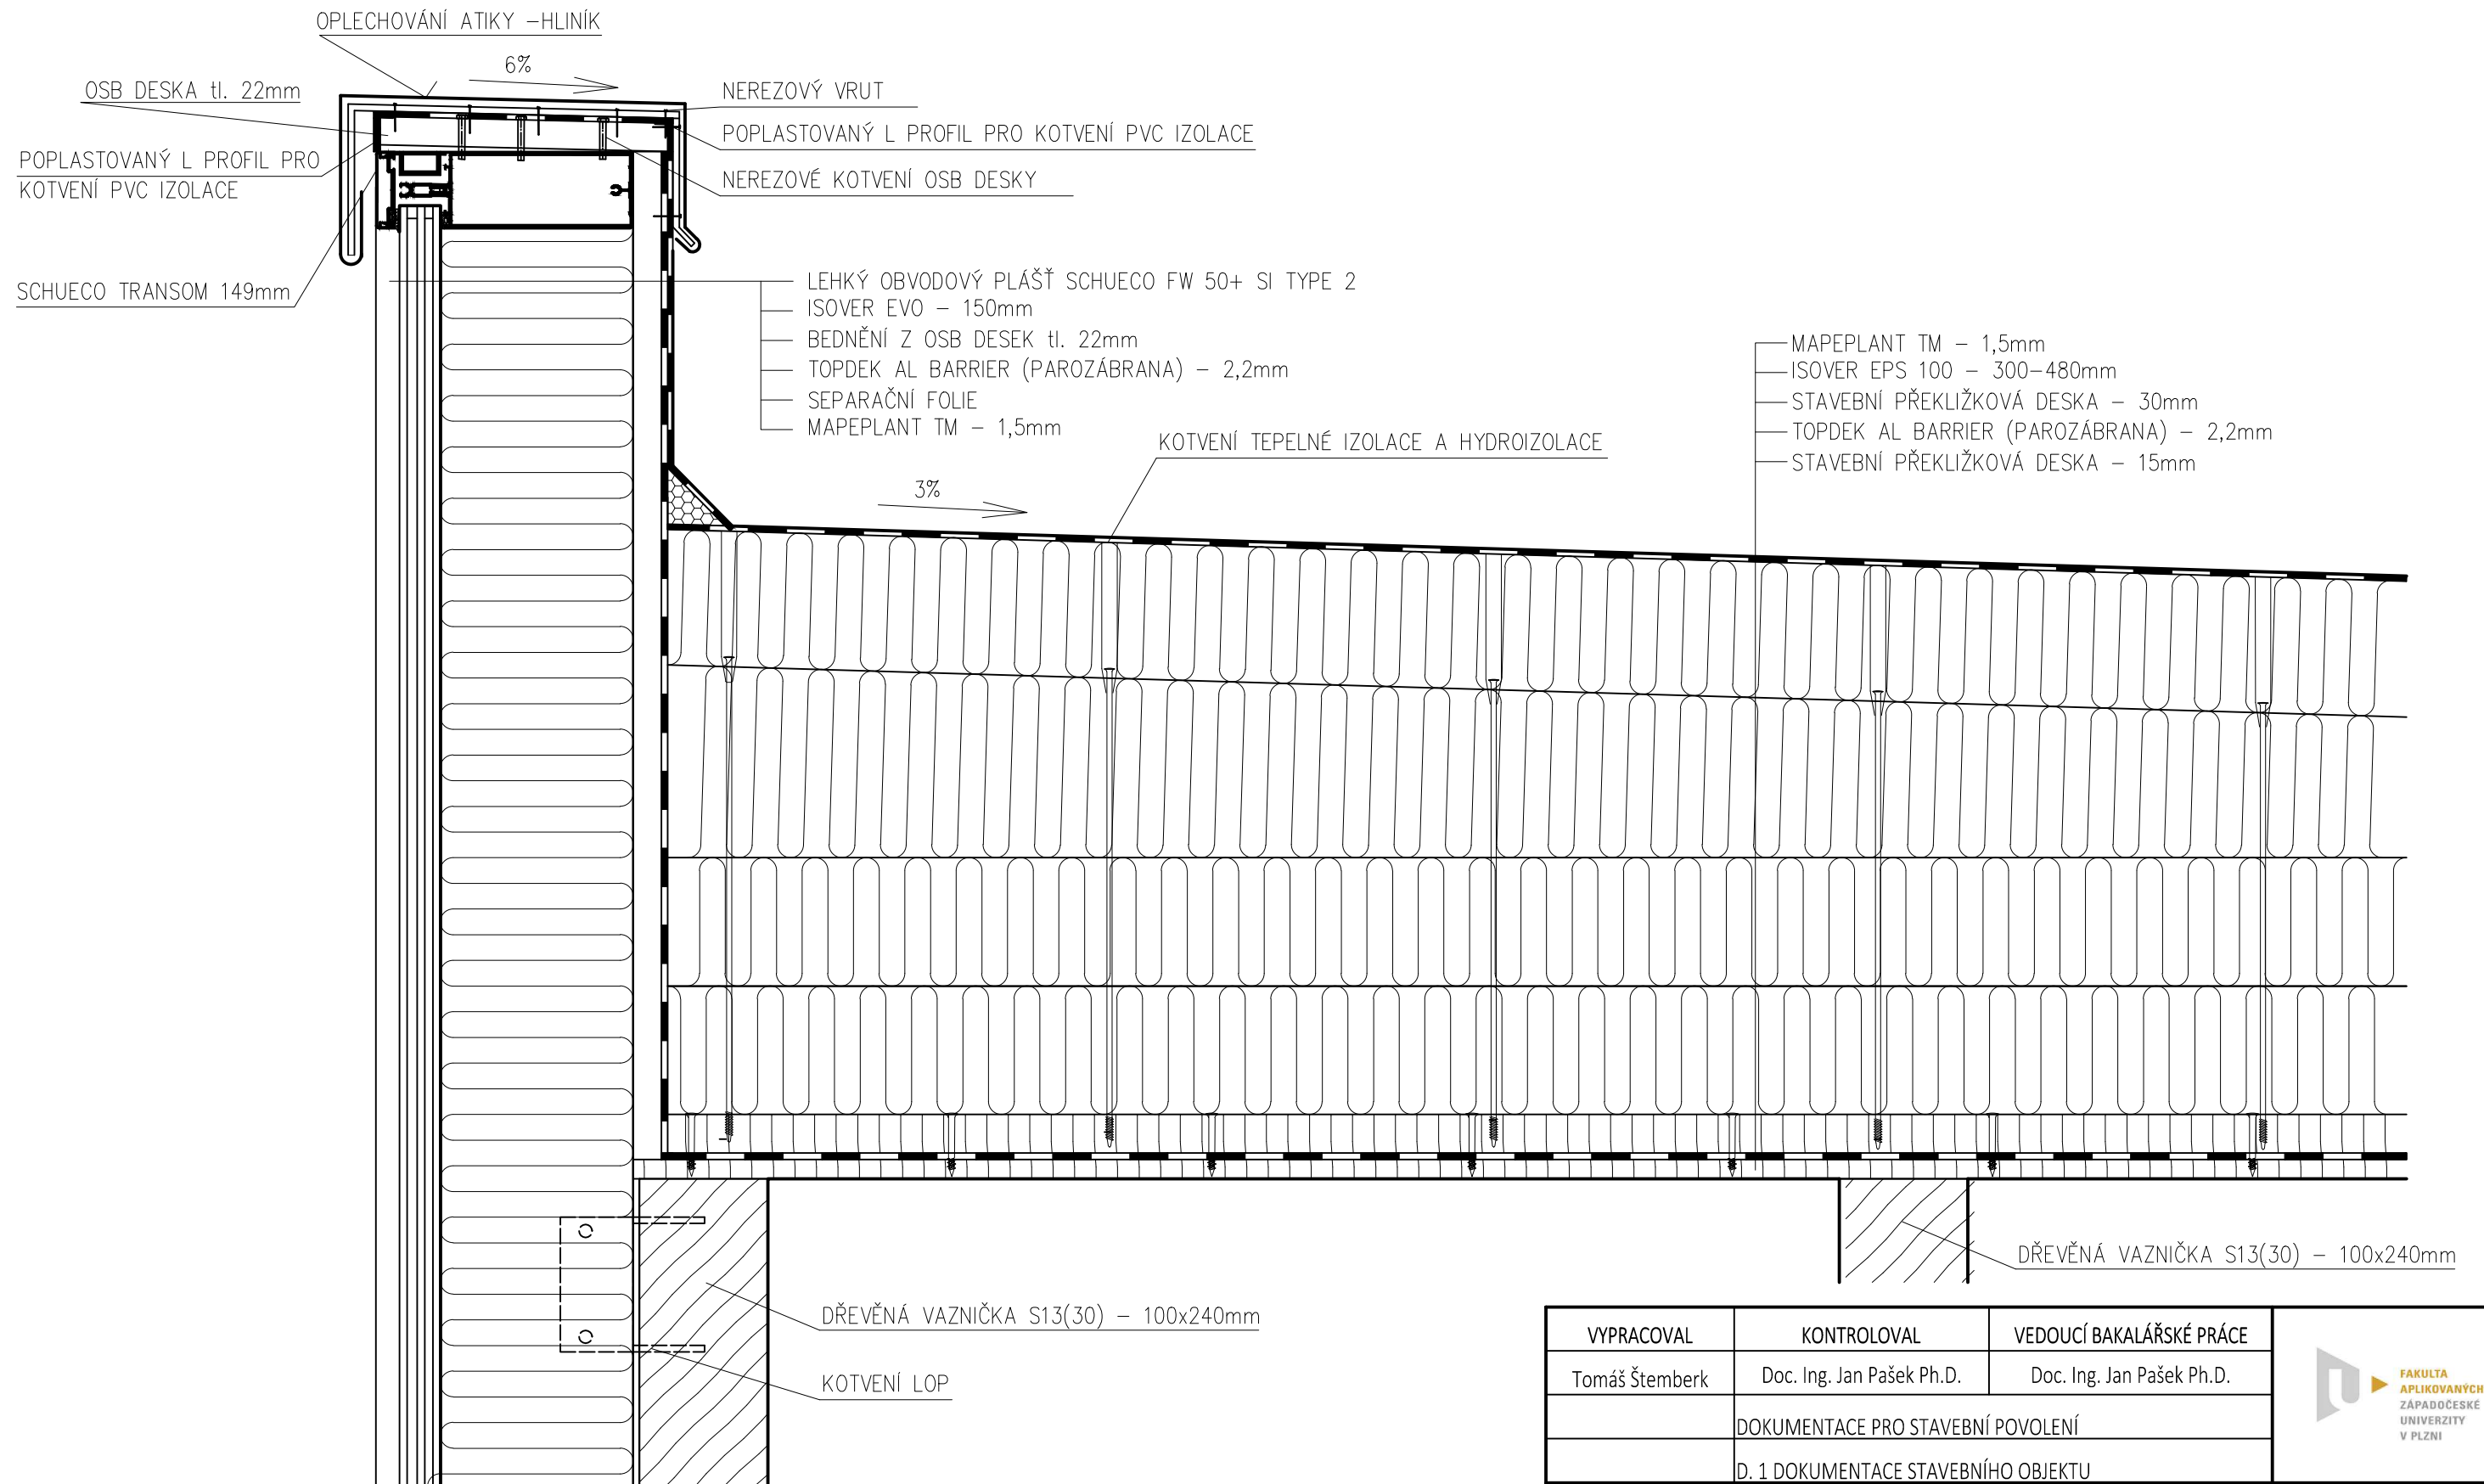 OPLECHOVÁNÍ ATIKY -HLINÍK
6%
OSB DESKA tl. 22mm
NEREZOVÝ VRUT
POPLASTOVANÝ L PROFIL PRO KOTVENÍ PVC IZOLACE
POPLASTOVANÝ L PROFIL PRO
KOTVENÍ PVC IZOLACE
NEREZOVÉ KOTVENÍ OSB DESKY
SCHUECO TRANSOM 149mm
LEHKÝ OBVODOVÝ PLÁŠŤ SCHUECO FW 50+ SI TYPE 2
ISOVER EVO - 150mm
BEDNĚNÍ Z OSB DESEK tl. 22mm
TOPDEK AL BARRIER (PAROZÁBRANA) - 2,2mm
SEPARAČNÍ FOLIE
MAPEPLANT TM - 1,5mm
MAPEPLANT TM - 1,5mm
ISOVER EPS 100 - 300-480mm
STAVEBNÍ PŘEKLIŽKOVÁ DESKA - 30mm
TOPDEK AL BARRIER (PAROZÁBRANA) - 2,2mm
STAVEBNÍ PŘEKLIŽKOVÁ DESKA - 15mm
KOTVENÍ TEPELNÉ IZOLACE A HYDROIZOLACE
3%
DŘEVĚNÁ VAZNIČKA S13(30) - 100x240mm
DŘEVĚNÁ VAZNIČKA S13(30) - 100x240mm
KOTVENÍ LOP
VYPRACOVAL
KONTROLOVAL
VEDOUCÍ BAKALÁŘSKÉ PRÁCE
Tomáš Štemberk
Doc. Ing. Jan Pašek Ph.D.
Doc. Ing. Jan Pašek Ph.D.
DOKUMENTACE PRO STAVEBNÍ POVOLENÍ
D. 1 DOKUMENTACE STAVEBNÍHO OBJEKTU
FAKULTA
APLIKOVANÝCH
ZÁPADOČESKÉ
UNIVERZITY
V PLZNI